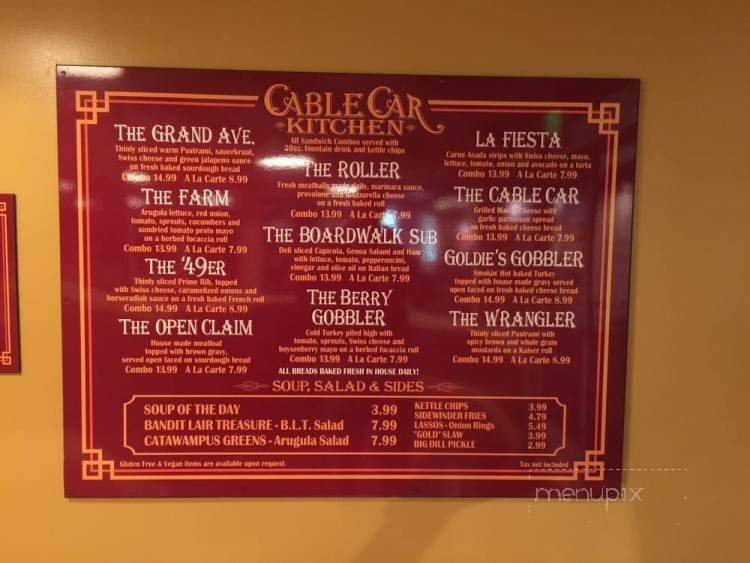 CABLE CAR
KITCHEN
All Sandwich Combos served with
20oz. fountain drink and kettle chips
THE GRAND AVE.
Thinly sliced warm Pastrami, sauerkraut,
Swiss cheese and green jalapeno sauce
on fresh baked sourdough bread
Combo 14.99 A La Carte 8.99
THE FARM
Arugula lettuce, red onion,
tomato, sprouts, cucumbers and
sundried tomato pesto mayo
on a herbed focaccia roll
Combo 13.99 A La Carte 7.99
THE '49ER
Thinly sliced Prime Rib, topped
with Swiss cheese, caramelized onions and
horseradish sauce on a fresh baked French roll
Combo 14.99 A La Carte 8.99
THE OPEN CLAIM
House made meatloaf
topped with brown gravy,
served open faced on sourdough bread
Combo 13.99 A La Carte 7.99
THE ROLLER
Fresh meatballs made daily, marinara sauce,
provolone and mozzarella cheese
on a fresh baked roll
Combo 13.99 A La Carte 7.99
THE BOARDWALK SUB
Deli sliced Capicola, Genoa Salami and Ham
with lettuce, tomato, pepperoncini,
vinegar and olive oil on Italian bread
Combo 13.99 A La Carte 7.99
THE BERRY
GOBBLER
Cold Turkey piled high with
tomato, sprouts, Swiss cheese and
boysenberry mayo on a herbed focaccia roll
Combo 13.99 A La Carte 7.99
ALL BREADS BAKED FRESH IN HOUSE DAILY!
LA FIESTA
Carne Asada strips with Swiss cheese, mayo,
lettuce, tomato, onion and avocado on a torta
Combo 13.99 A La Carte 7.99
THE CABLE CAR
Grilled Mac & Cheese with
garlic parmesan spread
on fresh baked cheese bread
Combo 13.99 A La Carte 7.99
GOLDIE'S GOBBLER
Smokin' Hot baked Turkey
topped with house made gravy served
open faced on fresh baked cheese bread
Combo 14.99 A La Carte 8.99
THE WRANGLER
Thinly sliced Pastrami with
spicy brown and whole grain
mustards on a Kaiser roll
Combo 14.99 A La Carte 8.99
SOUP, SALAD & SIDES
SOUP OF THE DAY 3.99
BANDIT LAIR TREASURE - B.L.T. Salad 7.99
CATAWAMPUS GREENS - Arugula Salad 7.99
KETTLE CHIPS 3.99
SIDEWINDER FRIES 4.79
LASSOS - Onion Rings 5.49
"GOLD" SLAW 3.99
BIG DILL PICKLE 2.99
Gluten Free & Vegan items are available upon request.
Tax not included
menupix